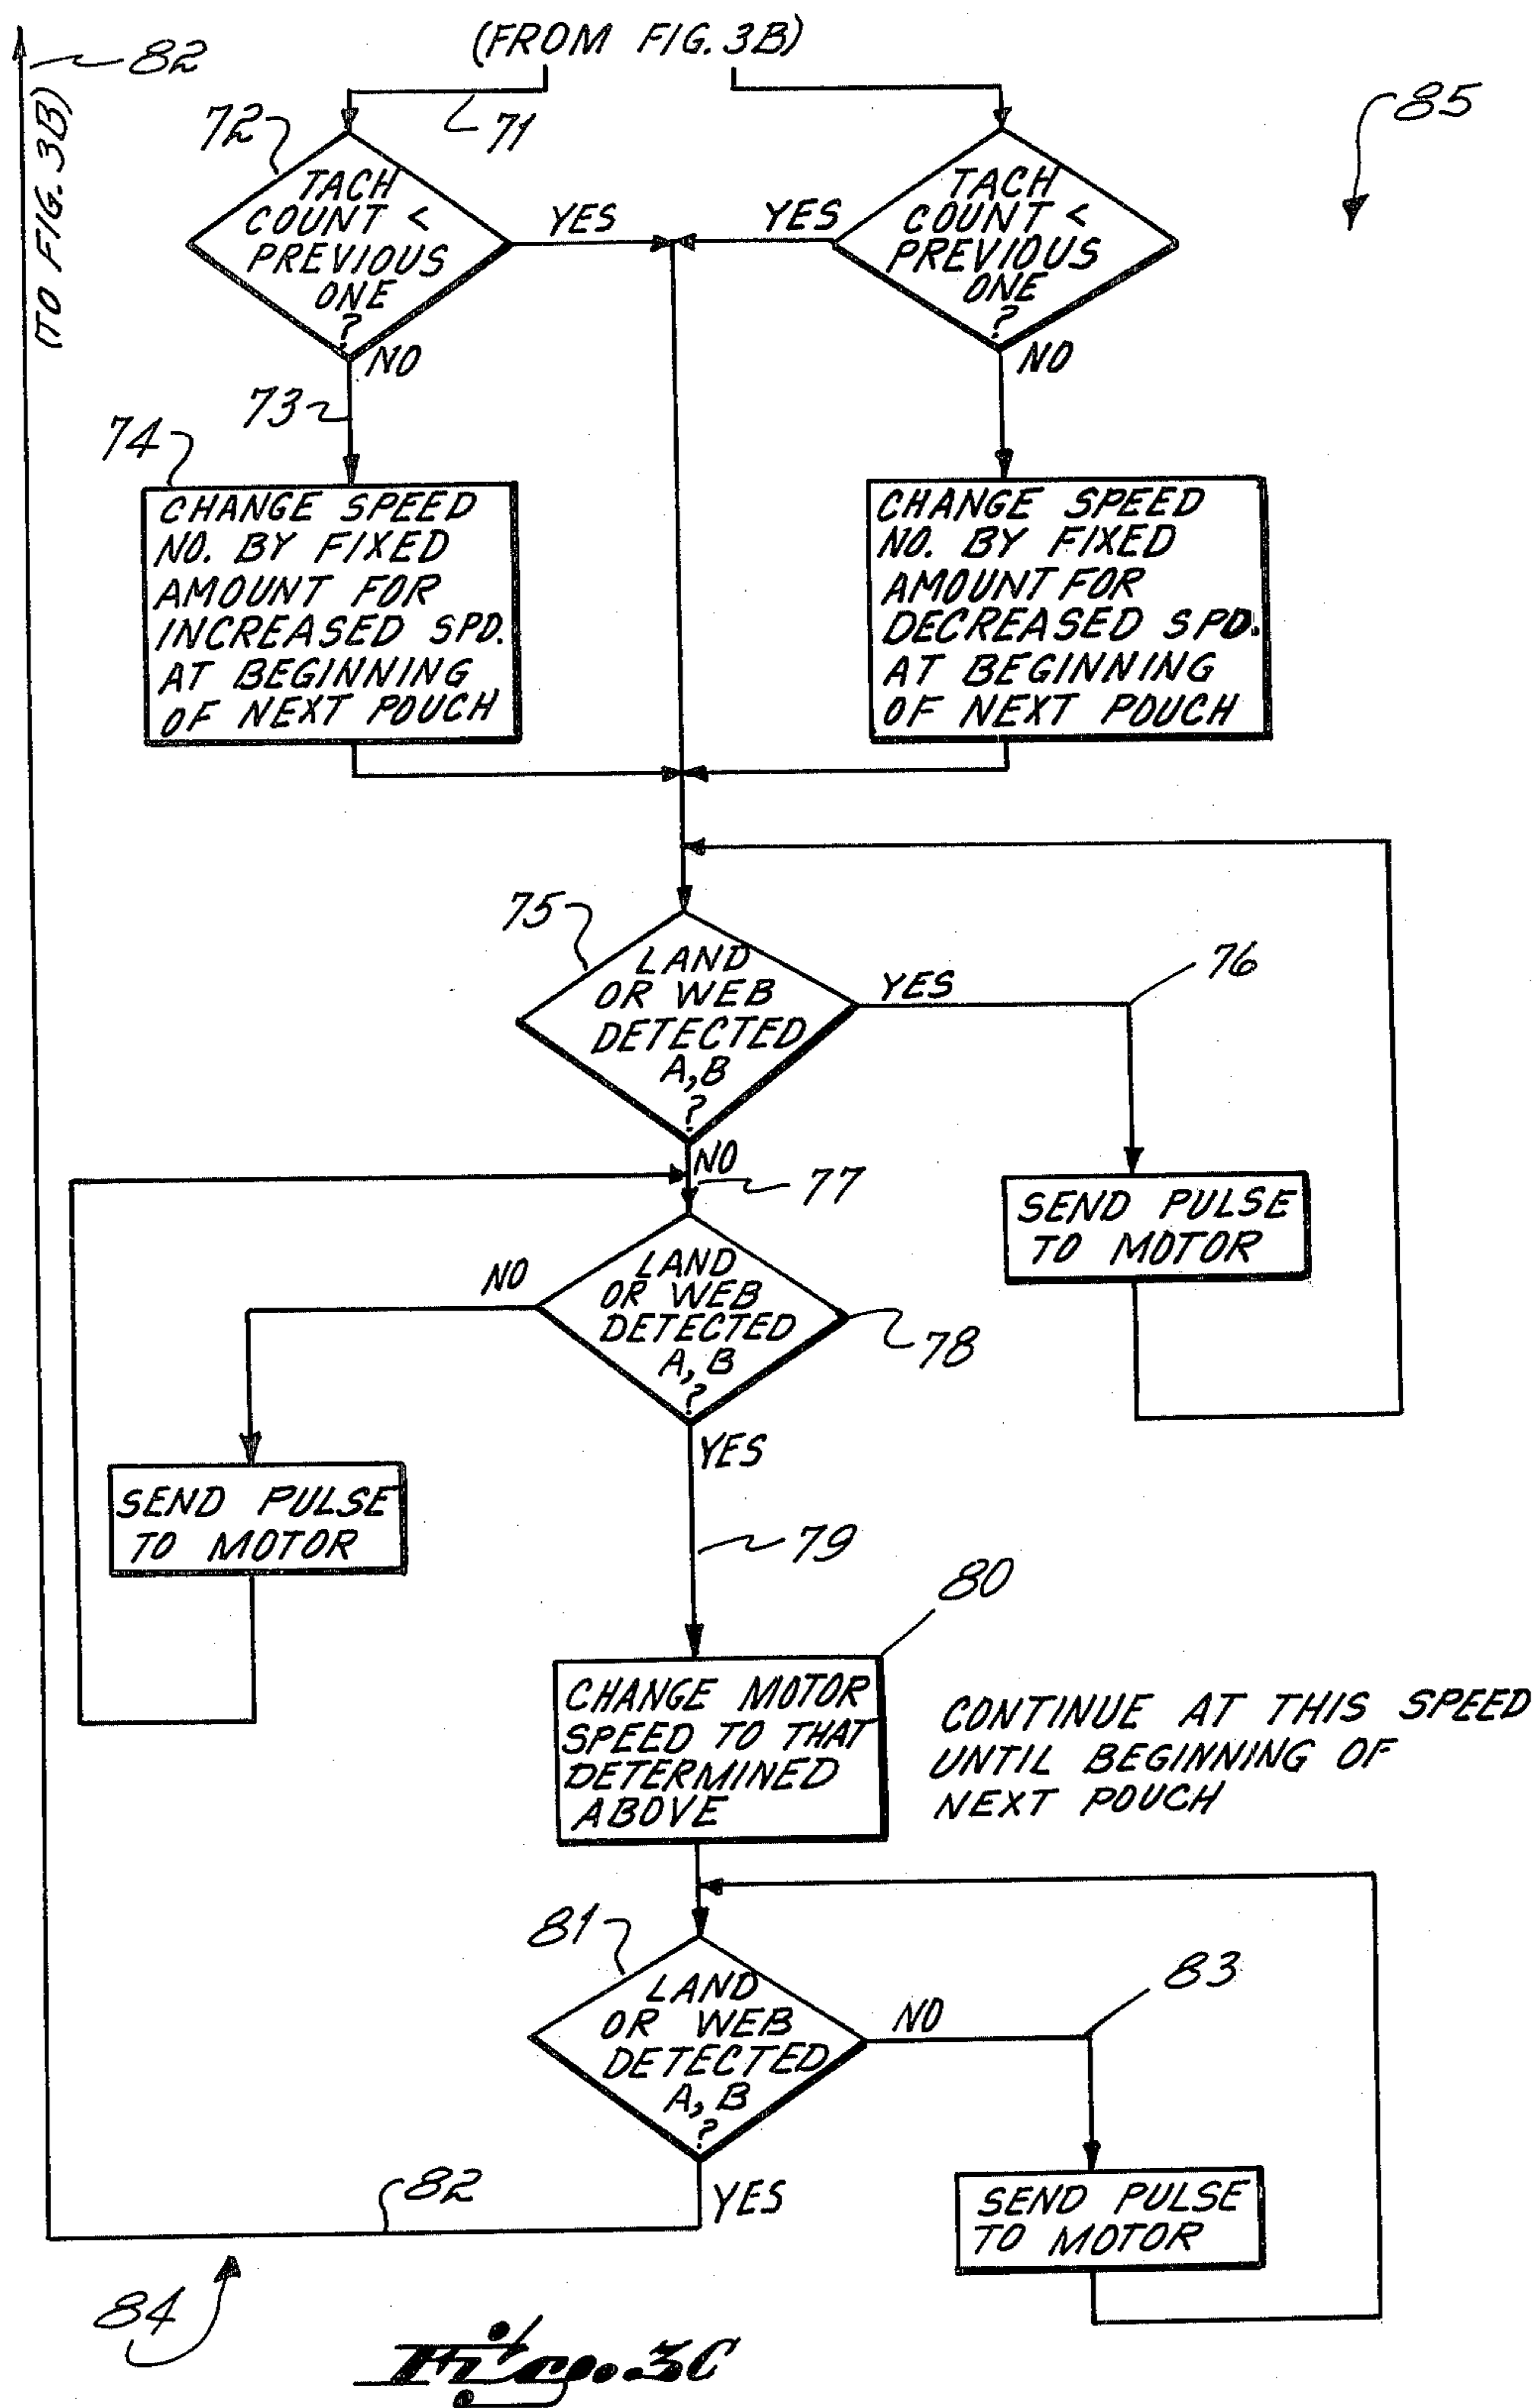 (FROM FIG. 3B)
82
(TO FIG. 3B)
85
72
71
TACH
COUNT <
PREVIOUS
ONE
?
YES
NO
YES
TACH
COUNT <
PREVIOUS
ONE
?
NO
73
74
CHANGE SPEED
NO. BY FIXED
AMOUNT FOR
INCREASED SPD.
AT BEGINNING
OF NEXT POUCH
CHANGE SPEED
NO. BY FIXED
AMOUNT FOR
DECREASED SPD.
AT BEGINNING
OF NEXT POUCH
75
LAND
OR WEB
DETECTED
A, B
?
YES
76
NO
77
SEND PULSE
TO MOTOR
NO
LAND
OR WEB
DETECTED
A, B
?
78
YES
SEND PULSE
TO MOTOR
79
80
CHANGE MOTOR
SPEED TO THAT
DETERMINED
ABOVE
CONTINUE AT THIS SPEED
UNTIL BEGINNING OF
NEXT POUCH
81
LAND
OR WEB
DETECTED
A, B
?
NO
83
82
YES
SEND PULSE
TO MOTOR
84
Fig. 3C